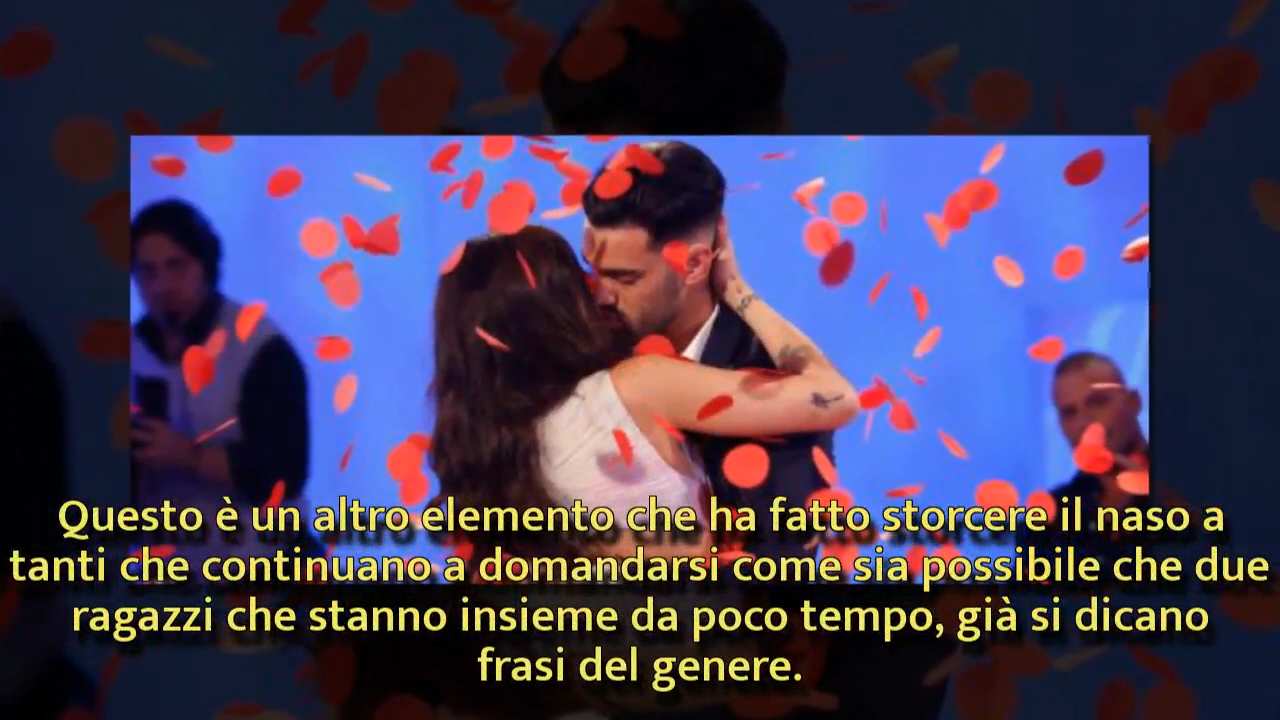 Questo è un altro elemento che ha fatto storcere il naso a
tanti che continuano a domandarsi come sia possibile che due
ragazzi che stanno insieme da poco tempo, già si dicano
frasi del genere.